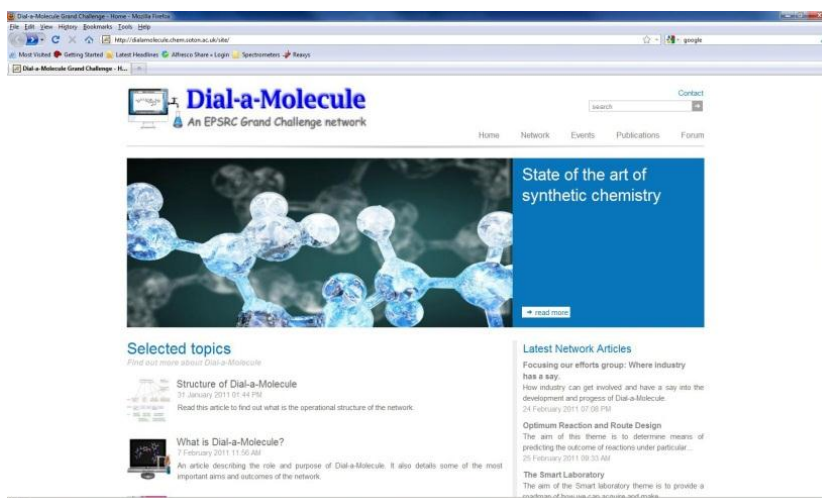 Dial-a-Molecule Grand Challenge - Home - Mozilla Firefox
File Edit View History Bookmarks Tools Help
http://dialamolecule.chem.soton.ac.uk/site/
google
Most Visited Getting Started Latest Headlines Alfresco Share » Login Spectrometers Reaxys
Dial-a-Molecule Grand Challenge - H...
Contact
Dial-a-Molecule
An EPSRC Grand Challenge network
search
Home Network Events Publications Forum
State of the art of
synthetic chemistry
read more
Selected topics
Find out more about Dial-a-Molecule
Structure of Dial-a-Molecule
31 January 2011 01:44 PM
Read this article to find out what is the operational structure of the network.
What is Dial-a-Molecule?
7 February 2011 11:56 AM
An article describing the role and purpose of Dial-a-Molecule. It also details some of the most
important aims and outcomes of the network.
Latest Network Articles
Focusing our efforts group: Where industry
has a say.
How industry can get involved and have a say into the
development and progess of Dial-a-Molecule.
24 February 2011 07:06 PM
Optimum Reaction and Route Design
The aim of this theme is to determine means of
predicting the outcome of reactions under particular...
25 February 2011 09:33 AM
The Smart Laboratory
The aim of the Smart laboratory theme is to provide a
roadmap of how we can acquire and make